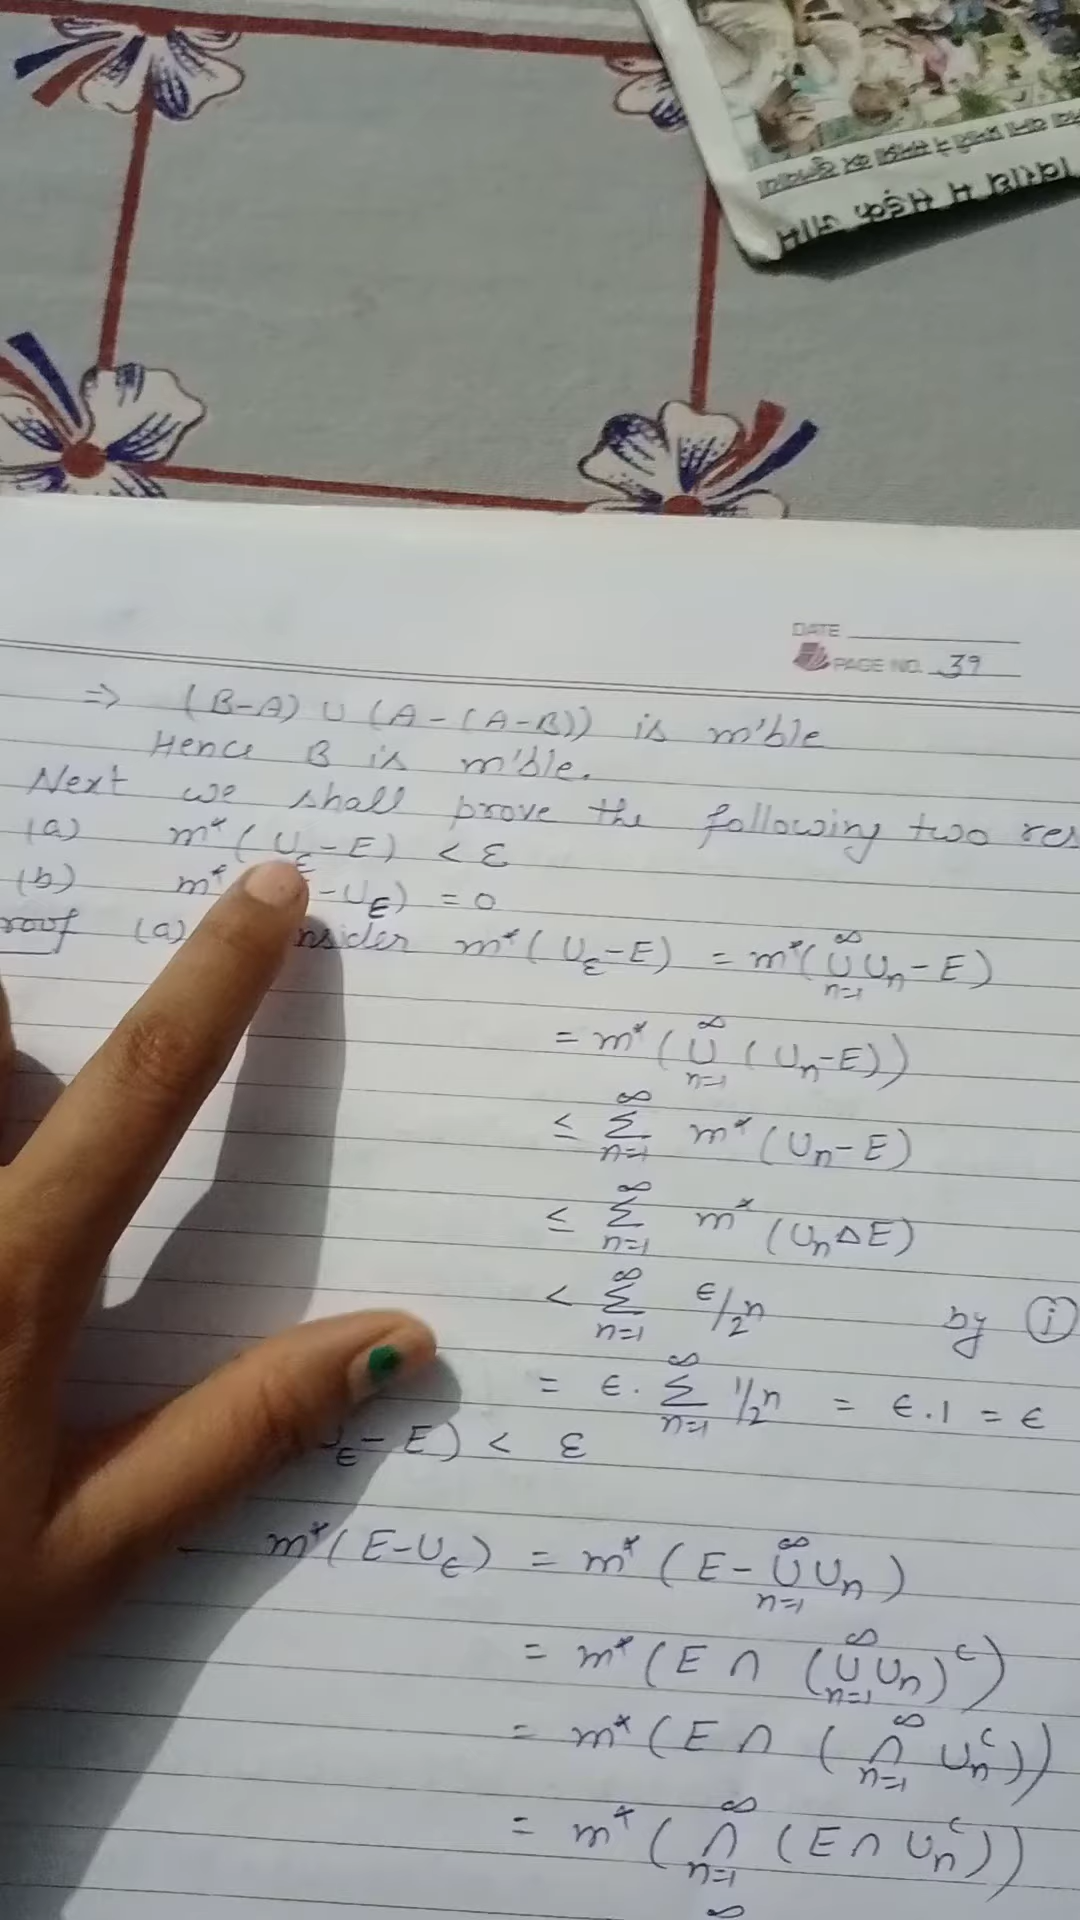 विरोध में सड़क जाम
DATE
PAGE NO. 39
=> (B-A) ∪ (A-(A-B)) is m'ble
Hence B is m'ble.
Next we shall prove the following two res
(a) m*(U_ε-E) < ε
(b) m* -U_ε) = 0
roof (a) nsider m*(U_ε-E) = m*(∪_{n=1}^∞ U_n-E)
= m*(∪_{n=1}^∞ (U_n-E))
≤ Σ_{n=1}^∞ m*(U_n-E)
≤ Σ_{n=1}^∞ m*(U_n Δ E)
< Σ_{n=1}^∞ ε/2^n by ⓘ
= ε. Σ_{n=1}^∞ 1/2^n = ε.1 = ε
_ε-E) < ε
m*(E-U_ε) = m*(E-∪_{n=1}^∞ U_n)
= m*(E ∩ (∪_{n=1}^∞ U_n)^c)
= m*(E ∩ (∩_{n=1}^∞ U_n^c))
= m*(∩_{n=1}^∞ (E ∩ U_n^c))
∞